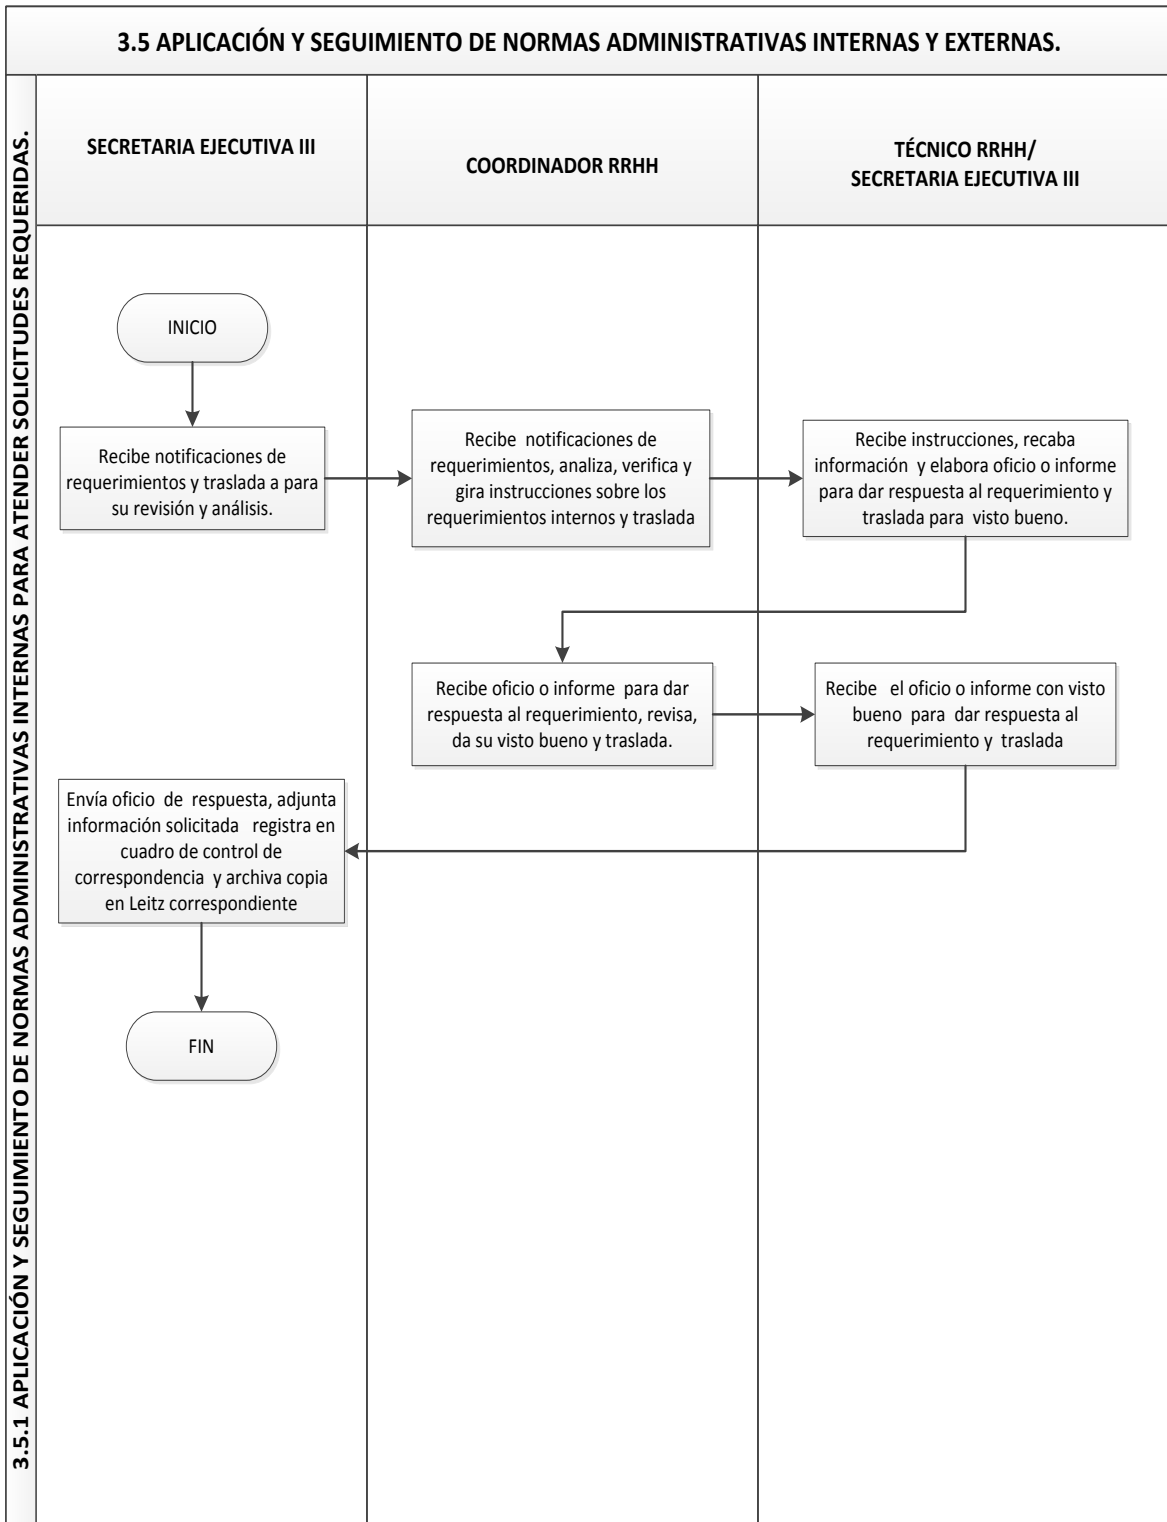 3.5 APLICACIÓN Y SEGUIMIENTO DE NORMAS ADMINISTRATIVAS INTERNAS Y EXTERNAS.
3.5.1 APLICACIÓN Y SEGUIMIENTO DE NORMAS ADMINISTRATIVAS INTERNAS PARA ATENDER SOLICITUDES REQUERIDAS.
SECRETARIA EJECUTIVA III
COORDINADOR RRHH
TÉCNICO RRHH/
SECRETARIA EJECUTIVA III
INICIO
Recibe notificaciones de
requerimientos y traslada a para
su revisión y análisis.
Recibe notificaciones de
requerimientos, analiza, verifica y
gira instrucciones sobre los
requerimientos internos y traslada
Recibe instrucciones, recaba
información y elabora oficio o informe
para dar respuesta al requerimiento y
traslada para visto bueno.
Recibe oficio o informe para dar
respuesta al requerimiento, revisa,
da su visto bueno y traslada.
Recibe el oficio o informe con visto
bueno para dar respuesta al
requerimiento y traslada
Envía oficio de respuesta, adjunta
información solicitada registra en
cuadro de control de
correspondencia y archiva copia
en Leitz correspondiente
FIN